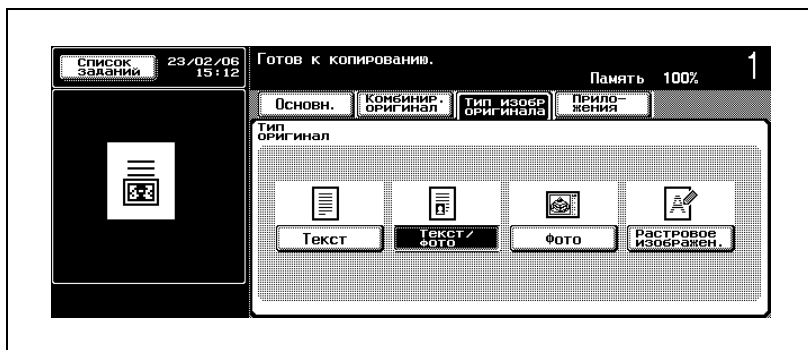 Список
заданий
23/02/06
15:12
Готов к копированию.
Память 100%
1
Основн.
Комбинир.
оригинал
Тип изобр
оригинала
Прило-
жения
Тип
оригинал
Текст
Текст/
Фото
Фото
Растровое
изображен.